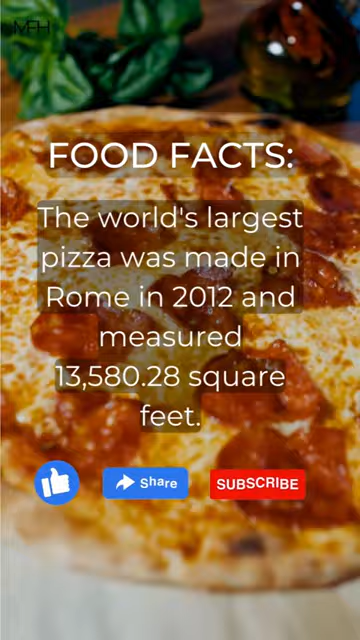 MFH
FOOD FACTS:
The world's largest
pizza was made in
Rome in 2012 and
measured
13,580.28 square
feet.
Share
SUBSCRIBE